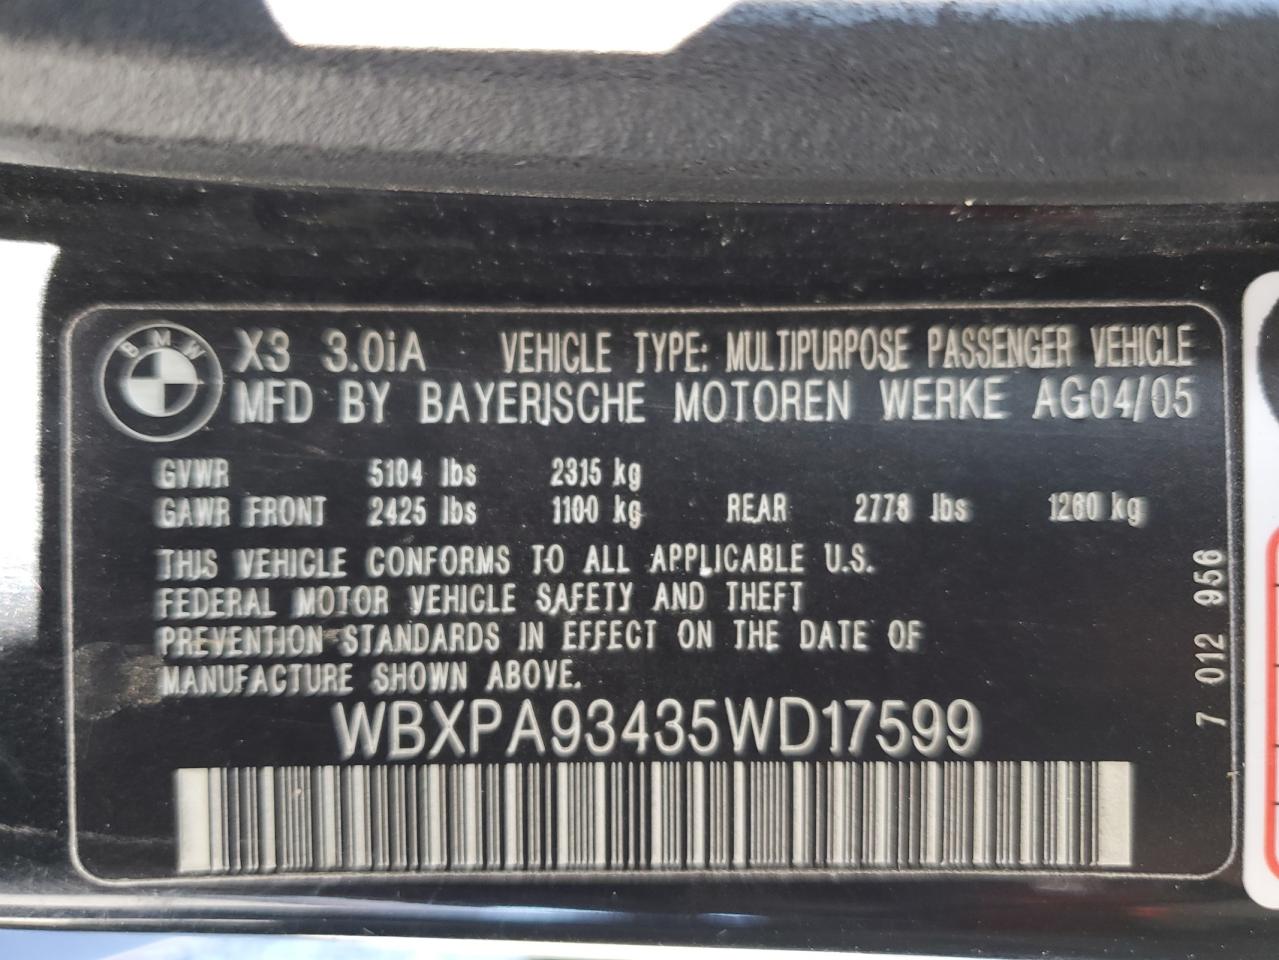 BMW
X3 3.0iA VEHICLE TYPE: MULTIPURPOSE PASSENGER VEHICLE
MFD BY BAYERISCHE MOTOREN WERKE AG04/05
GVWR 5104 lbs 2315 kg
GAWR FRONT 2425 lbs 1100 kg REAR 2778 lbs 1260 kg
THIS VEHICLE CONFORMS TO ALL APPLICABLE U.S.
FEDERAL MOTOR VEHICLE SAFETY AND THEFT
PREVENTION STANDARDS IN EFFECT ON THE DATE OF
MANUFACTURE SHOWN ABOVE.
WBXPA93435WD17599
7 012 956